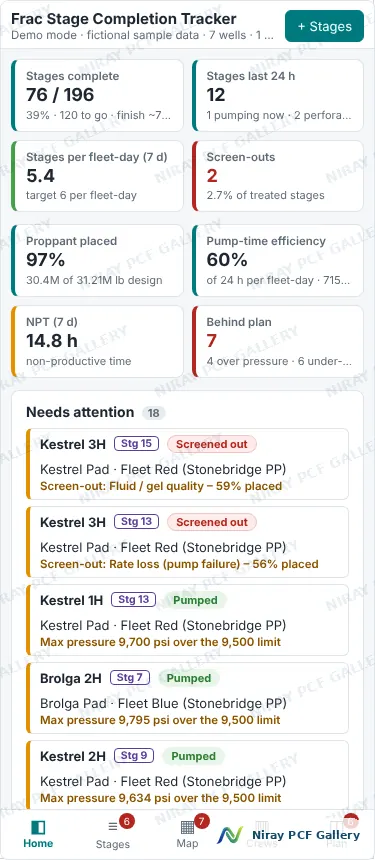 Frac Stage Completion Tracker
Demo mode · fictional sample data · 7 wells · 1 ...
+ Stages
Stages complete
76 / 196
39% · 120 to go · finish ~7...
Stages last 24 h
12
1 pumping now · 2 perfora...
Stages per fleet-day (7 d)
5.4
target 6 per fleet-day
Screen-outs
2
2.7% of treated stages
Proppant placed
97%
30.4M of 31.21M lb design
Pump-time efficiency
60%
of 24 h per fleet-day · 715...
NPT (7 d)
14.8 h
non-productive time
Behind plan
7
4 over pressure · 6 under-...
Needs attention 18
Kestrel 3H Stg 15 Screened out
Kestrel Pad · Fleet Red (Stonebridge PP)
Screen-out: Fluid / gel quality – 59% placed
Kestrel 3H Stg 13 Screened out
Kestrel Pad · Fleet Red (Stonebridge PP)
Screen-out: Rate loss (pump failure) – 56% placed
Kestrel 1H Stg 13 Pumped
Kestrel Pad · Fleet Red (Stonebridge PP)
Max pressure 9,700 psi over the 9,500 limit
Brolga 2H Stg 7 Pumped
Brolga Pad · Fleet Blue (Stonebridge PP)
Max pressure 9,795 psi over the 9,500 limit
Kestrel 2H Stg 9 Pumped
Kestrel Pad · Fleet Red (Stonebridge PP)
Max pressure 9,634 psi over the 9,500 limit
Home
Stages 6
Map 7
Crews
Plan
Niray PCF Gallery
NIRAY PCF GALLERY